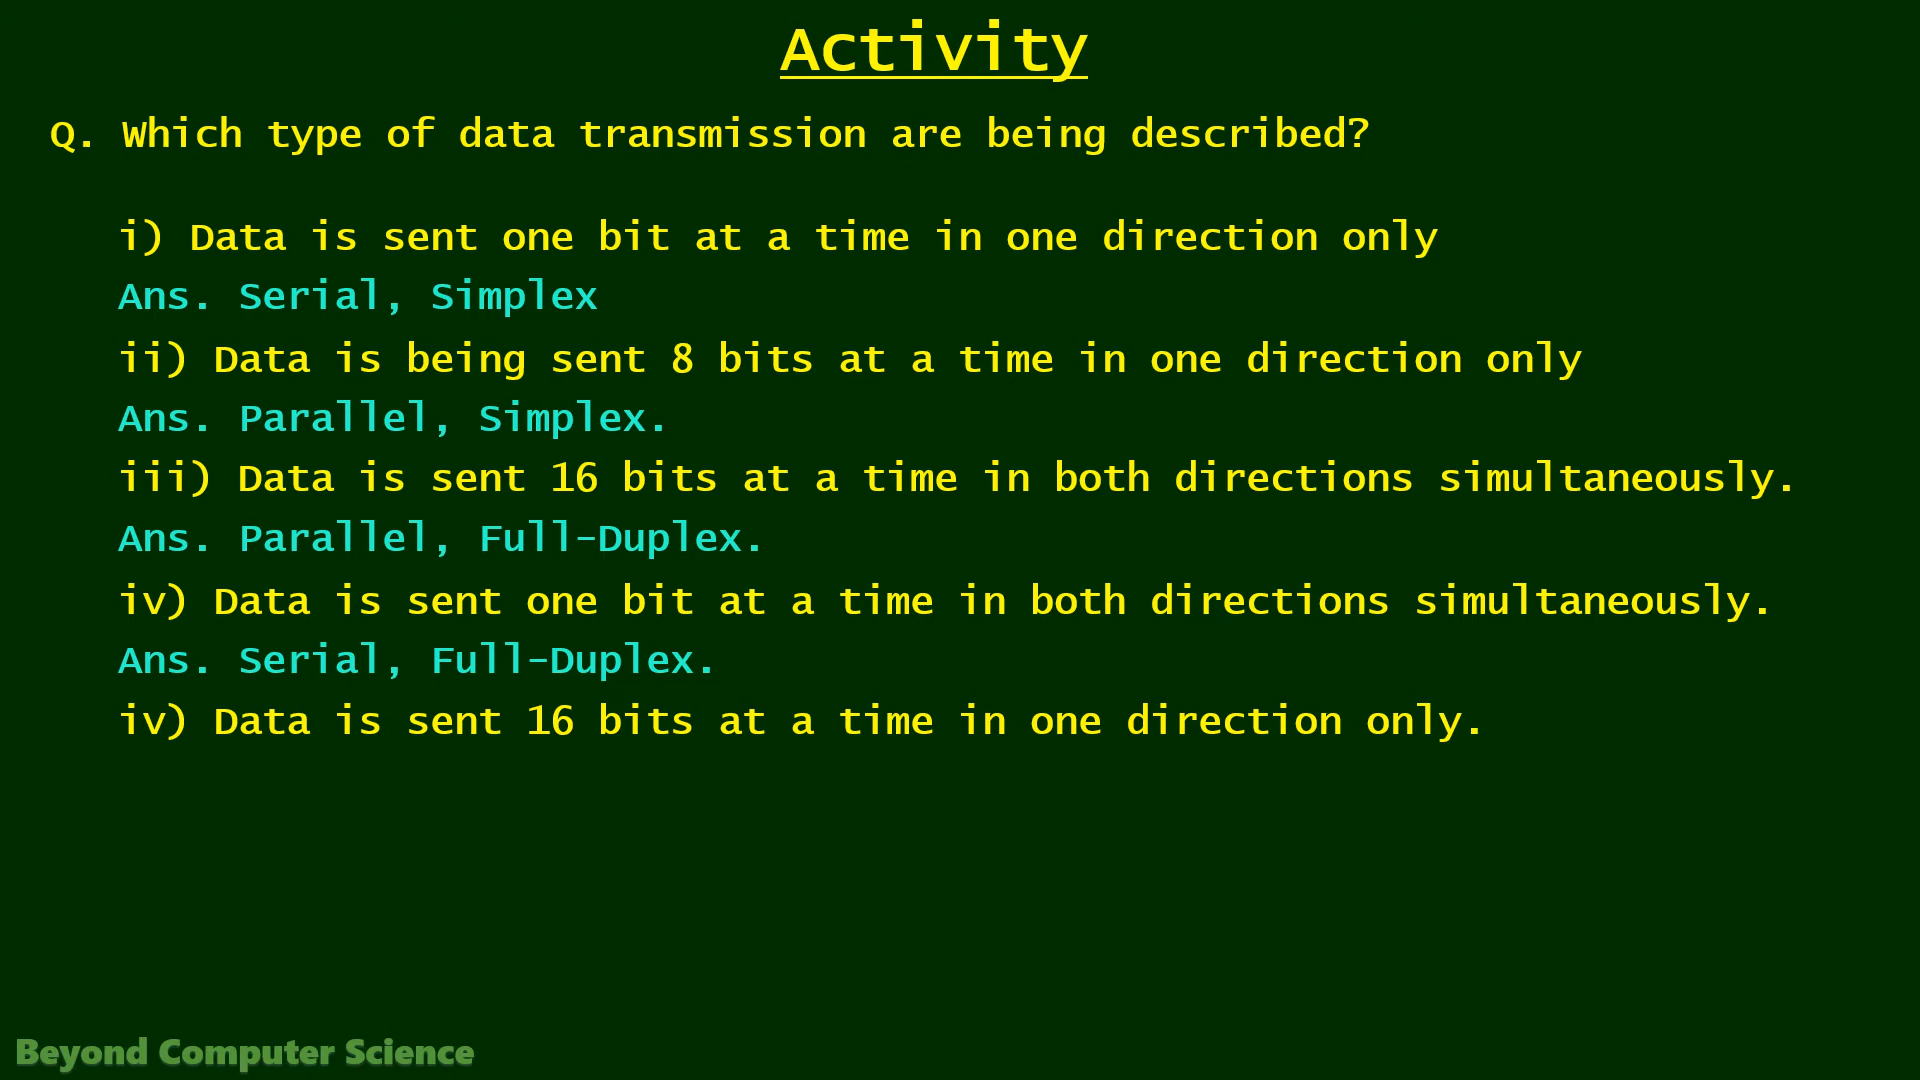 Activity
Q. Which type of data transmission are being described?
i) Data is sent one bit at a time in one direction only
Ans. Serial, Simplex
ii) Data is being sent 8 bits at a time in one direction only
Ans. Parallel, Simplex.
iii) Data is sent 16 bits at a time in both directions simultaneously.
Ans. Parallel, Full-Duplex.
iv) Data is sent one bit at a time in both directions simultaneously.
Ans. Serial, Full-Duplex.
iv) Data is sent 16 bits at a time in one direction only.
Beyond Computer Science